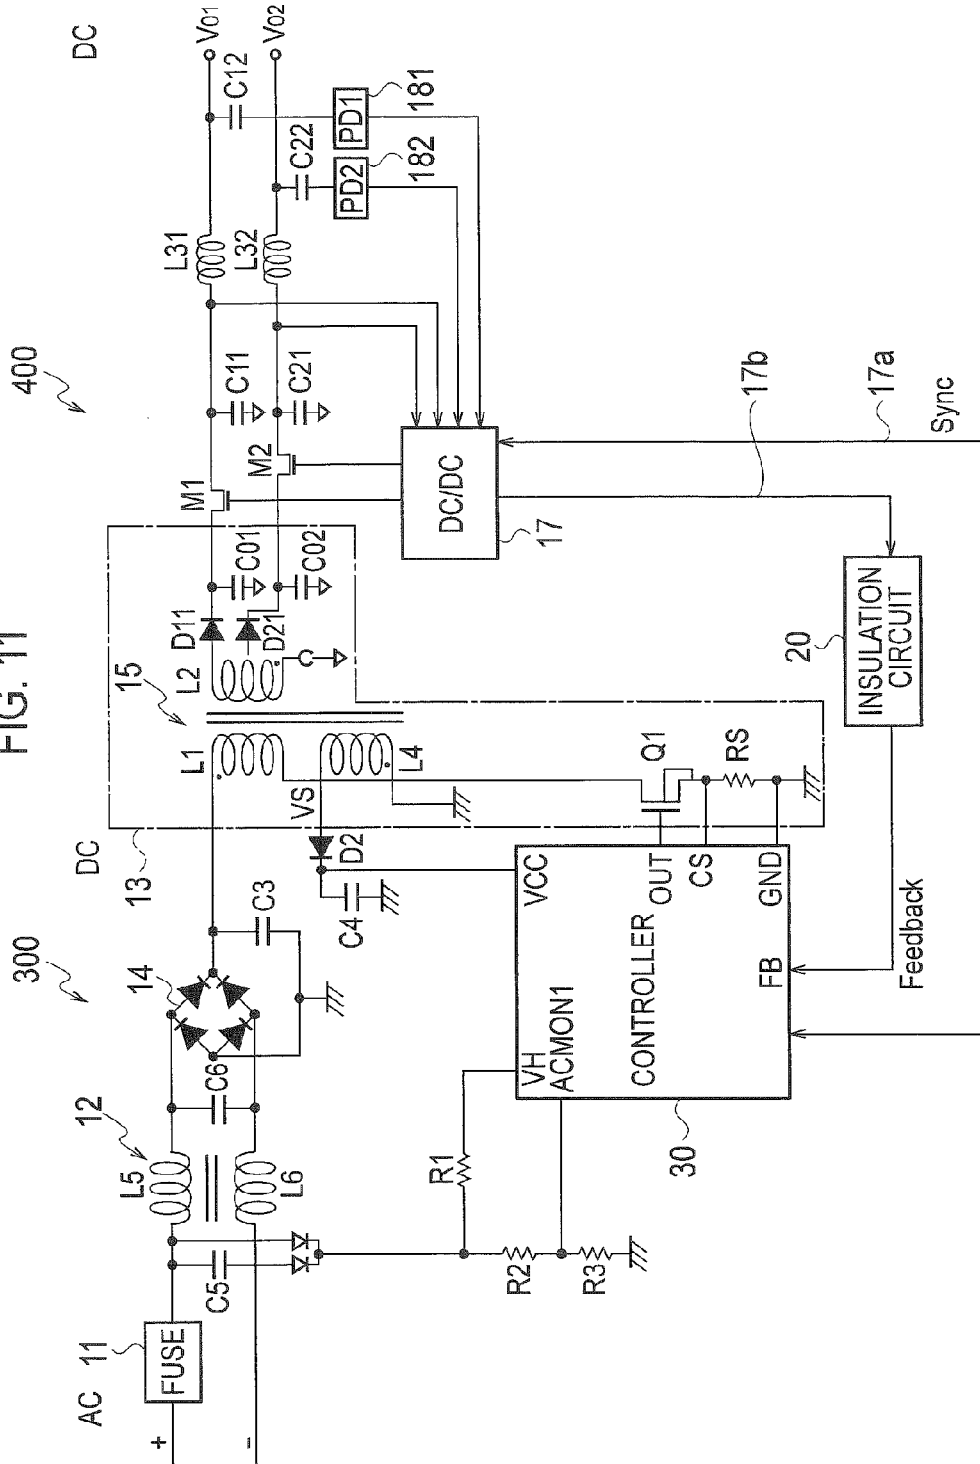 FIG. 11
300
400
AC
DC
DC
11
FUSE
+
-
12
L5
L6
C5
C6
14
C3
13
15
L1
L2
L4
VS
D2
C4
D11
D21
C01
C02
M1
M2
C11
C21
L31
L32
C12
C22
VO1
VO2
PD1
181
PD2
182
DC/DC
17
17b
17a
Sync
20
INSULATION
CIRCUIT
Feedback
Q1
RS
R1
R2
R3
VH
ACMON1
VCC
OUT
CS
GND
FB
CONTROLLER
30